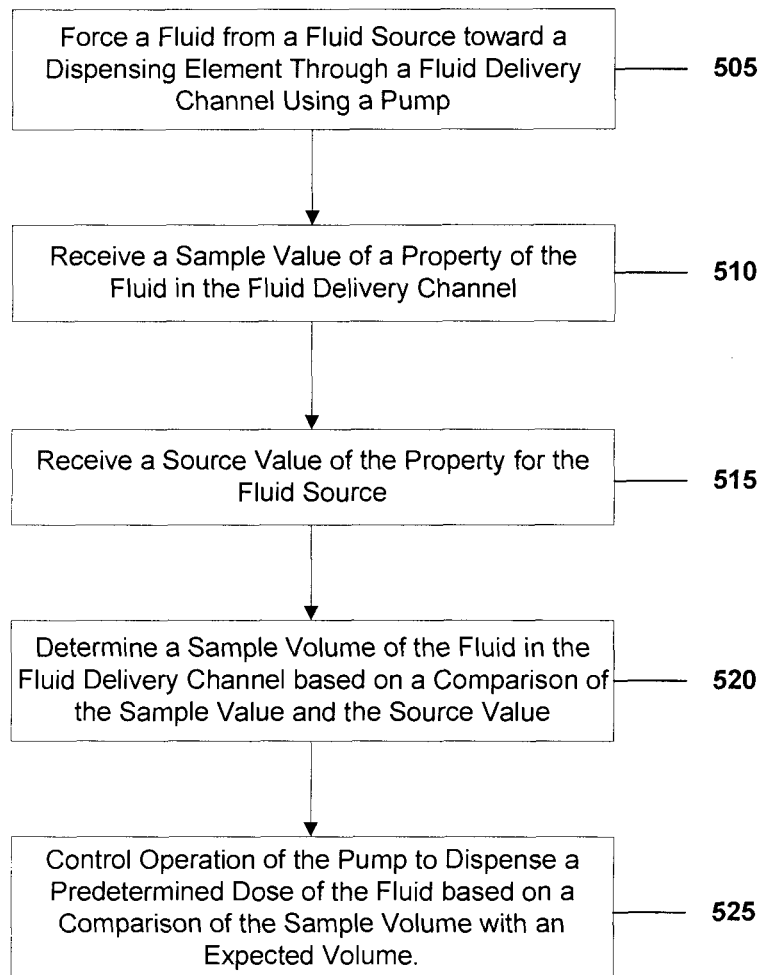 Force a Fluid from a Fluid Source toward a
Dispensing Element Through a Fluid Delivery
Channel Using a Pump
505
Receive a Sample Value of a Property of the
Fluid in the Fluid Delivery Channel
510
Receive a Source Value of the Property for the
Fluid Source
515
Determine a Sample Volume of the Fluid in the
Fluid Delivery Channel based on a Comparison of
the Sample Value and the Source Value
520
Control Operation of the Pump to Dispense a
Predetermined Dose of the Fluid based on a
Comparison of the Sample Volume with an
Expected Volume.
525